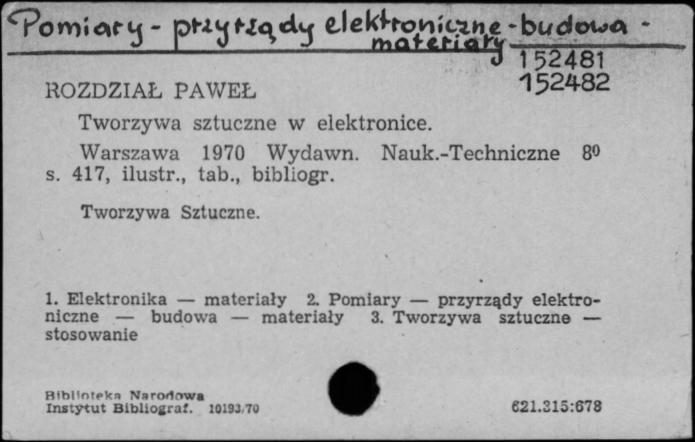 Pomiary - przyrządy elektroniczne - budowa -
materiały
152481
152482
ROZDZIAŁ PAWEŁ
Tworzywa sztuczne w elektronice.
Warszawa 1970 Wydawn. Nauk.-Techniczne 8⁰
s. 417, ilustr., tab., bibliogr.
Tworzywa Sztuczne.
1. Elektronika — materiały 2. Pomiary — przyrządy elektro-
niczne — budowa — materiały 3. Tworzywa sztuczne —
stosowanie
Biblioteka Narodowa
Instytut Bibliograf. 10193/70
621.315:678